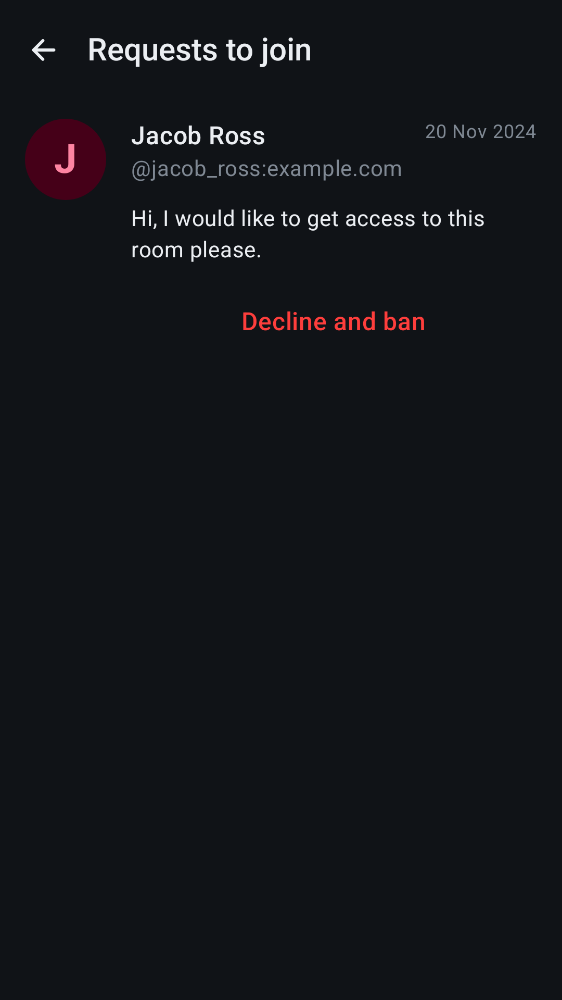 Requests to join
J
Jacob Ross
20 Nov 2024
@jacob_ross:example.com
Hi, I would like to get access to this
room please.
Decline and ban